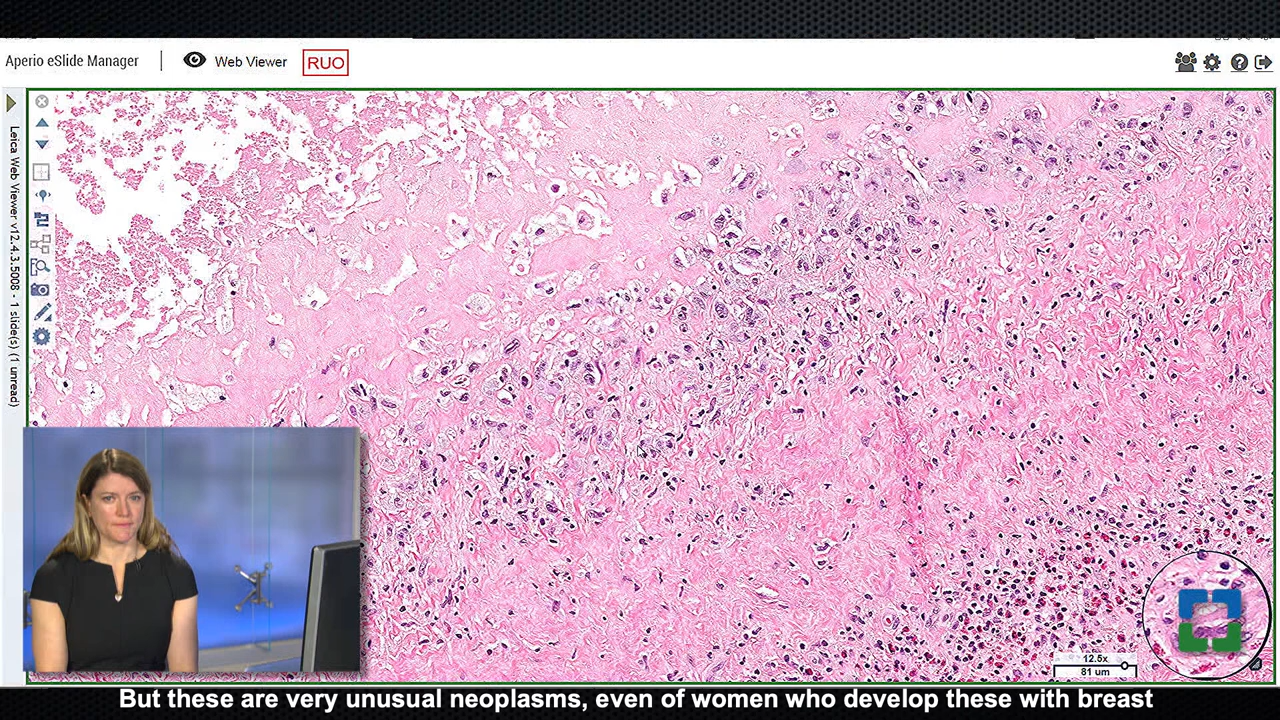 Aperio eSlide Manager
Web Viewer
RUO
Leica Web Viewer v12.4.3.5008 - 1 slide(s) (1 unread)
12.5x
81 um
But these are very unusual neoplasms, even of women who develop these with breast